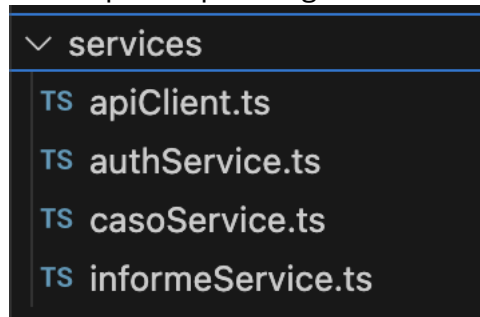 services
TS apiClient.ts
TS authService.ts
TS casoService.ts
TS informeService.ts